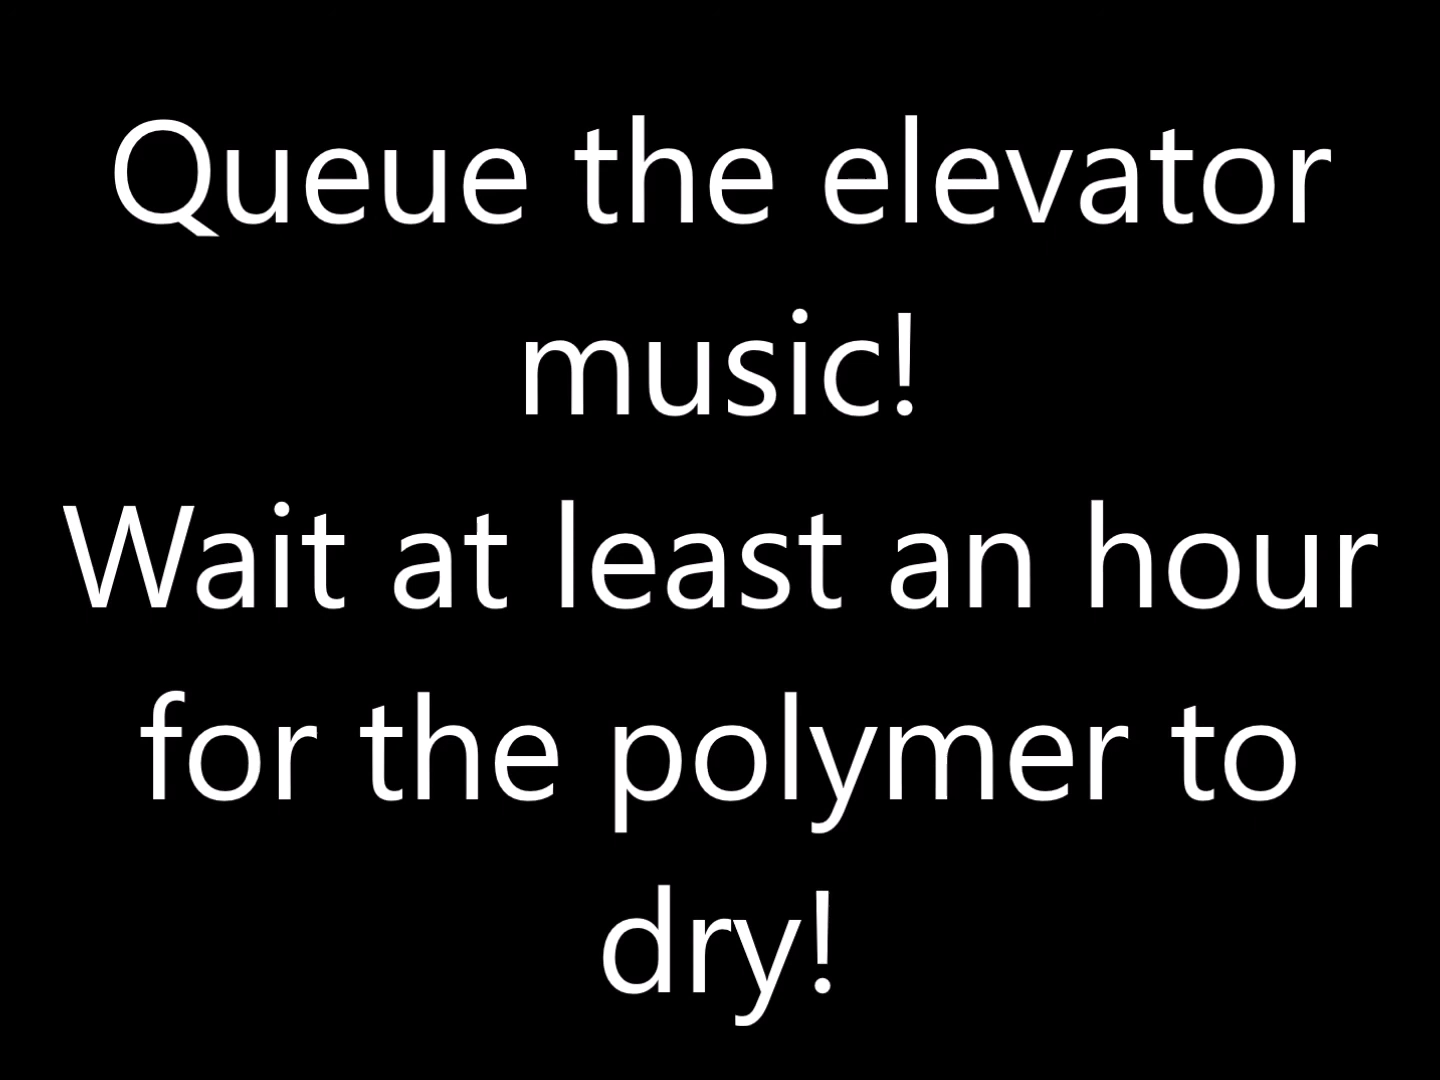 Queue the elevator
music!
Wait at least an hour
for the polymer to
dry!